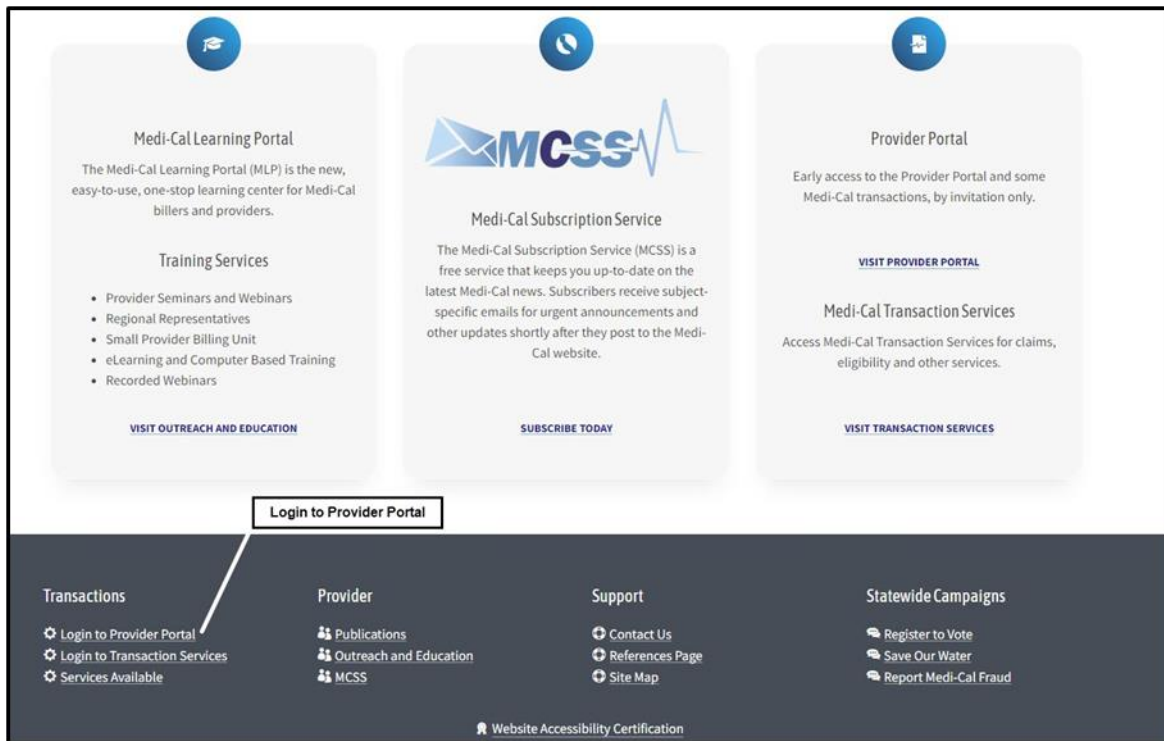 Medi-Cal Learning Portal
The Medi-Cal Learning Portal (MLP) is the new,
easy-to-use, one-stop learning center for Medi-Cal
billers and providers.
Training Services
• Provider Seminars and Webinars
• Regional Representatives
• Small Provider Billing Unit
• eLearning and Computer Based Training
• Recorded Webinars
VISIT OUTREACH AND EDUCATION
MCSS
Medi-Cal Subscription Service
The Medi-Cal Subscription Service (MCSS) is a
free service that keeps you up-to-date on the
latest Medi-Cal news. Subscribers receive subject-
specific emails for urgent announcements and
other updates shortly after they post to the Medi-
Cal website.
SUBSCRIBE TODAY
Provider Portal
Early access to the Provider Portal and some
Medi-Cal transactions, by invitation only.
VISIT PROVIDER PORTAL
Medi-Cal Transaction Services
Access Medi-Cal Transaction Services for claims,
eligibility and other services.
VISIT TRANSACTION SERVICES
Login to Provider Portal
Transactions
Login to Provider Portal
Login to Transaction Services
Services Available
Provider
Publications
Outreach and Education
MCSS
Support
Contact Us
References Page
Site Map
Statewide Campaigns
Register to Vote
Save Our Water
Report Medi-Cal Fraud
Website Accessibility Certification